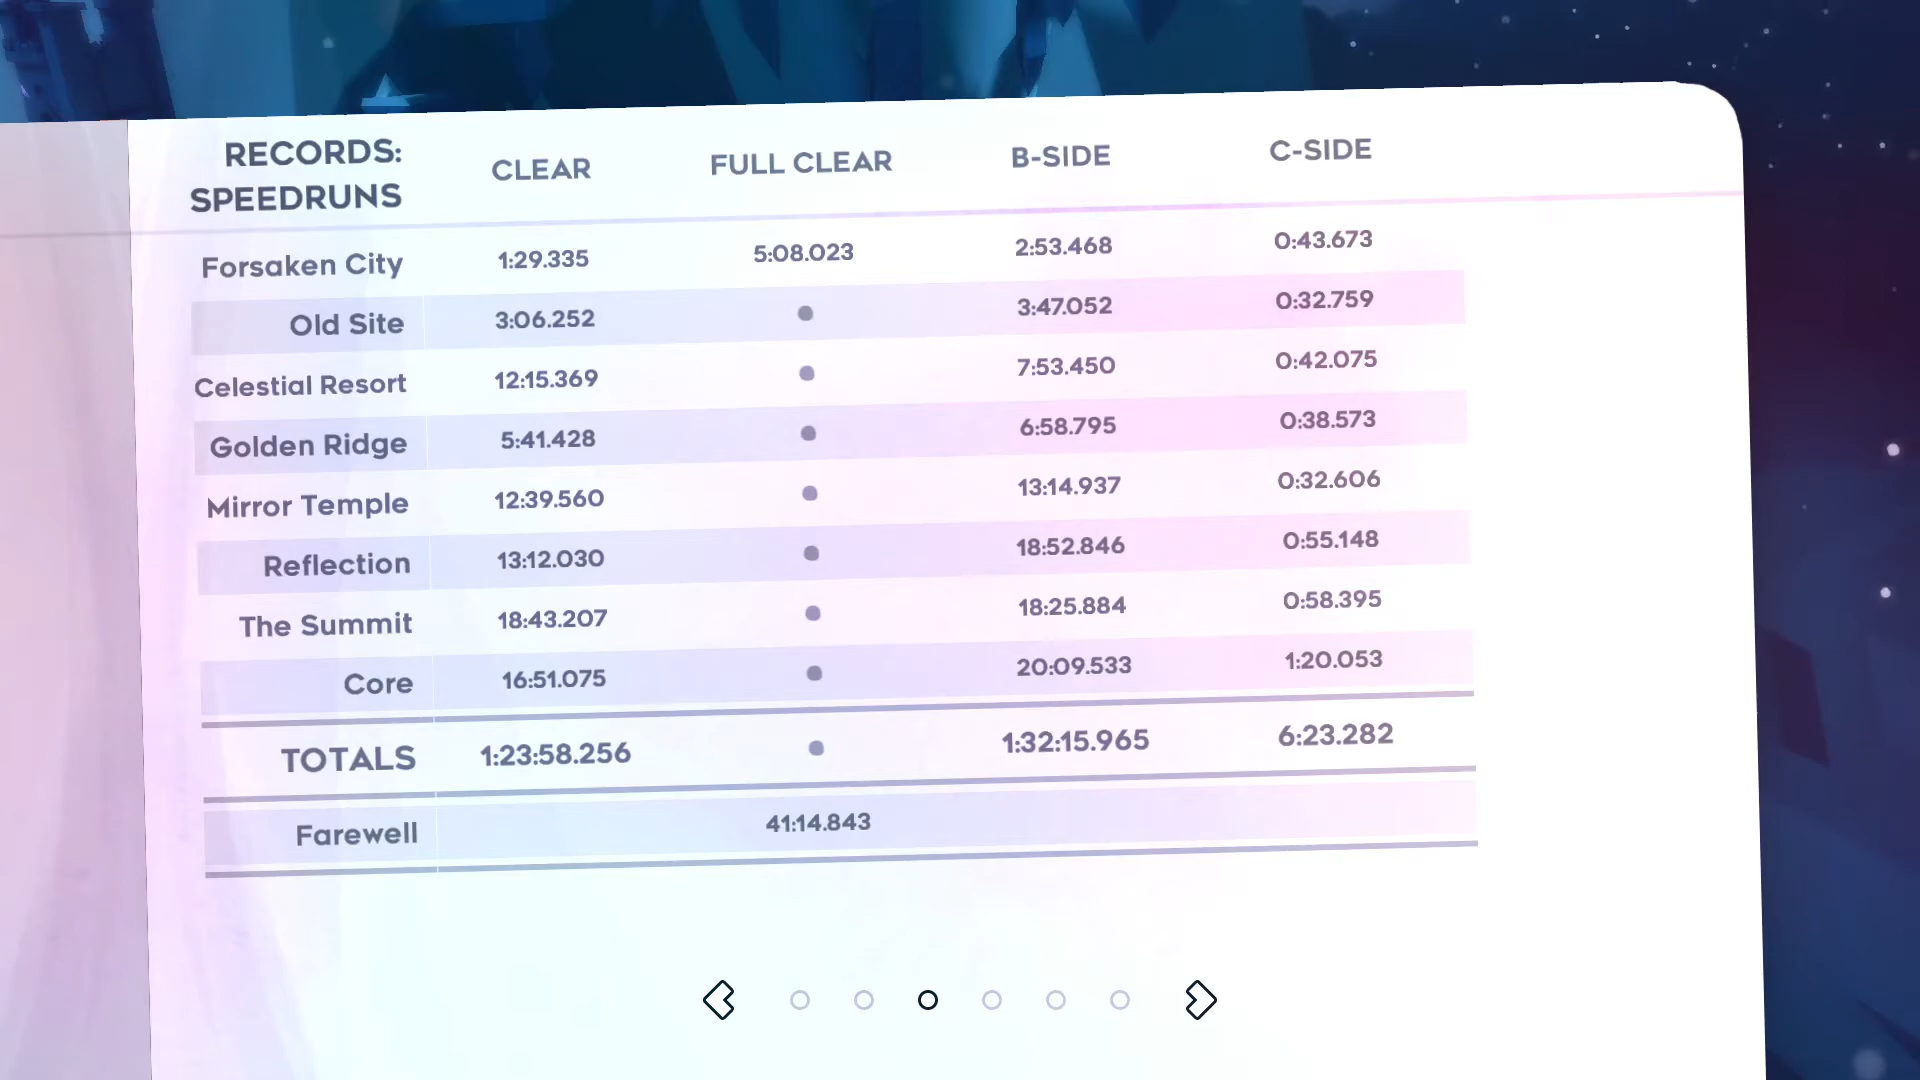 RECORDS:
SPEEDRUNS CLEAR FULL CLEAR B-SIDE C-SIDE
Forsaken City 1:29.335 5:08.023 2:53.468 0:43.673
Old Site 3:06.252 3:47.052 0:32.759
Celestial Resort 12:15.369 7:53.450 0:42.075
Golden Ridge 5:41.428 6:58.795 0:38.573
Mirror Temple 12:39.560 13:14.937 0:32.606
Reflection 13:12.030 18:52.846 0:55.148
The Summit 18:43.207 18:25.884 0:58.395
Core 16:51.075 20:09.533 1:20.053
TOTALS 1:23:58.256 1:32:15.965 6:23.282
Farewell 41:14.843